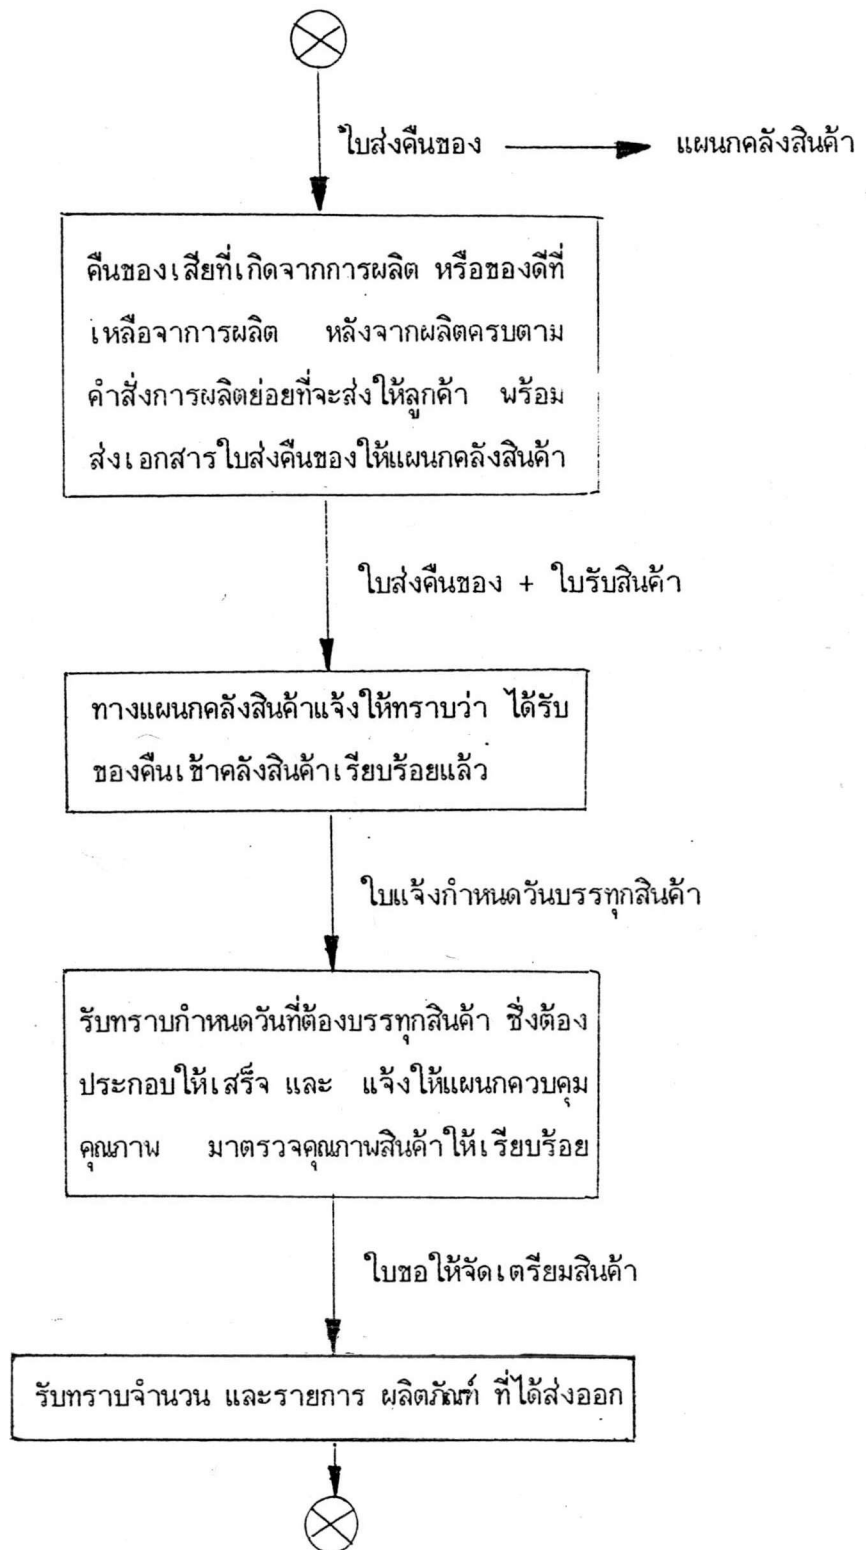 ใบส่งคืนของ แผนกคลังสินค้า
คืนของเสียที่เกิดจากการผลิต หรือของดีที่
เหลือจาการผลิต หลังจากผลิตครบตาม
คำสั่งการผลิตย่อยที่จะส่งให้ลูกค้า พร้อม
ส่งเอกสารใบส่งคืนของให้แผนกคลังสินค้า
ใบส่งคืนของ + ใบรับสินค้า
ทางแผนกคลังสินค้าแจ้งให้ทราบว่า ได้รับ
ของคืนเข้าคลังสินค้าเรียบร้อยแล้ว
ใบแจ้งกำหนดวันบรรทุกสินค้า
รับทราบกำหนดวันที่ต้องบรรทุกสินค้า ซึ่งต้อง
ประกอบให้เสร็จ และ แจ้งให้แผนกควบคุม
คุณภาพ มาตรวจคุณภาพสินค้าให้เรียบร้อย
ใบขอให้จัดเตรียมสินค้า
รับทราบจำนวน และรายการ ผลิตภัณฑ์ ที่ได้ส่งออก